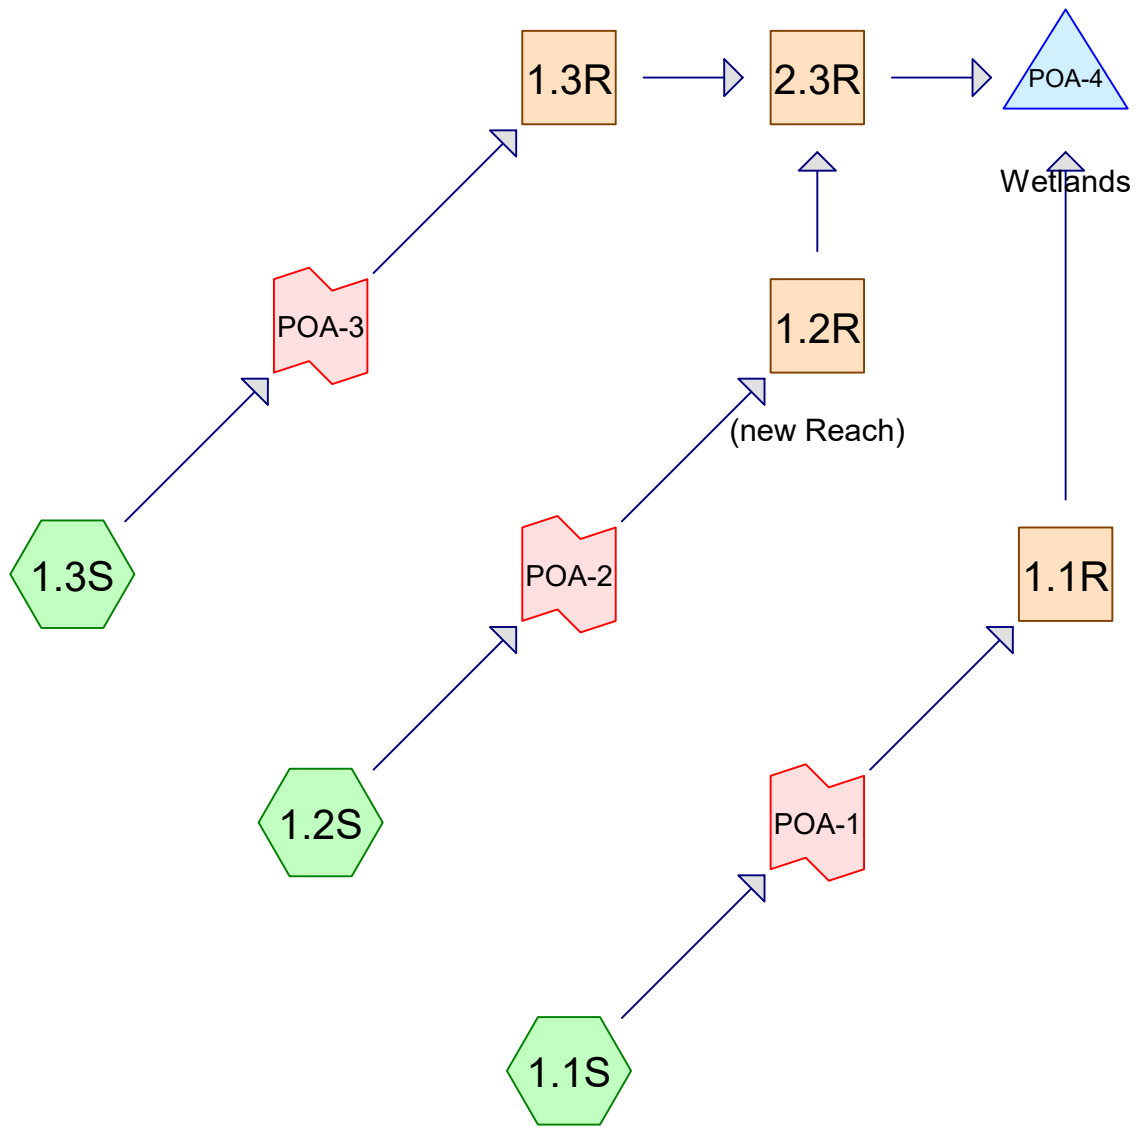 1.3R
2.3R
POA-4
Wetlands
POA-3
1.2R
(new Reach)
1.3S
POA-2
1.1R
1.2S
POA-1
1.1S